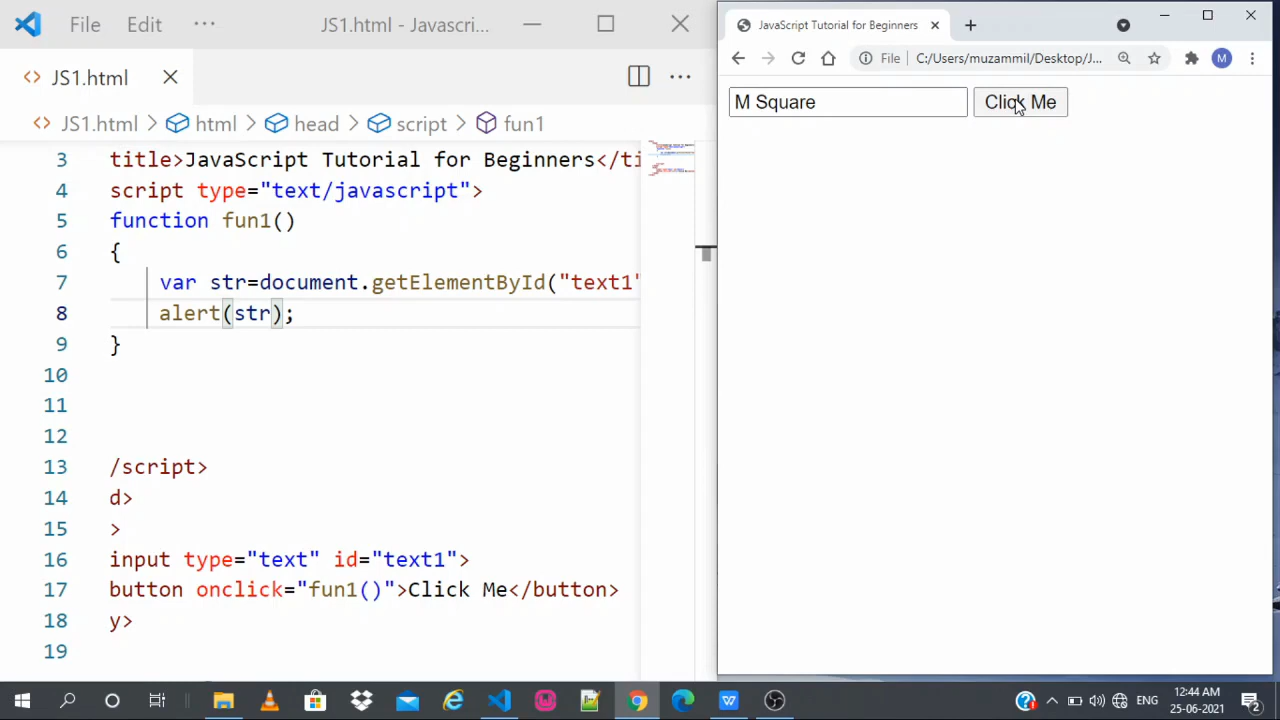 File Edit ··· JS1.html - Javascri...
JS1.html
JS1.html > html > head > script > fun1
3 title>JavaScript Tutorial for Beginners</ti
4 script type="text/javascript">
5 function fun1()
6 {
7 var str=document.getElementById("text1"
8 alert(str);
9 }
10
11
12
13 /script>
14 d>
15 >
16 input type="text" id="text1">
17 button onclick="fun1()">Click Me</button>
18 y>
19
JavaScript Tutorial for Beginners
File C:/Users/muzammil/Desktop/J... M
M Square Click Me
ENG
12:44 AM
25-06-2021
2